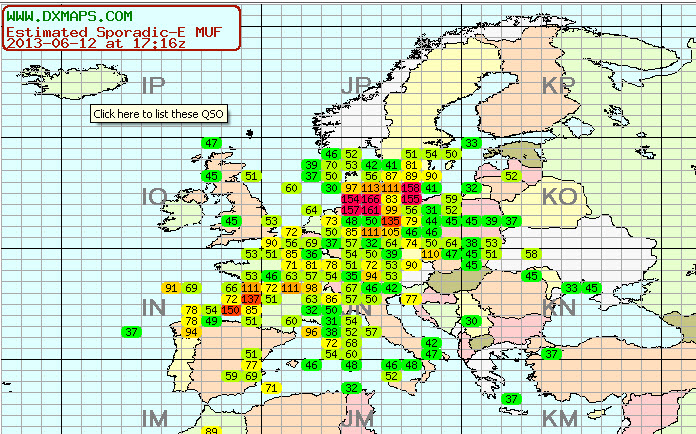 WWW.DXMAPS.COM
Estimated Sporadic-E MUF
2013-06-12 at 17:16z
IP JP KP
Click here to list these QSO
47 33
46 52 51 54 50
39 70 53 42 41 81
45 51 37 50 56 87 89 90 52
60 30 97 113 111 158 41 32
IO 154 166 83 155 59 KO
64 157 161 96 56 31 52
45 53 73 48 50 135 79 44 45 45 39 37
72 50 85 111 105 46 46
90 56 69 37 57 32 64 74 50 64 38 53
53 51 85 36 54 50 39 110 47 45 51 58
71 81 78 51 72 53 90 45
53 46 63 57 54 35 94 53 45
91 69 66 111 72 111 98 67 46 42 33 45
72 137 51 63 86 57 50 77
IN 78 54 150 85 32 50 JN KN
78 49 51 60 31 54 30
37 94 96 38 52 57
72 68 42
51 54 60 47 37
77 46 48 46 48
59 69 52
71 32
37
IM JM KM
89